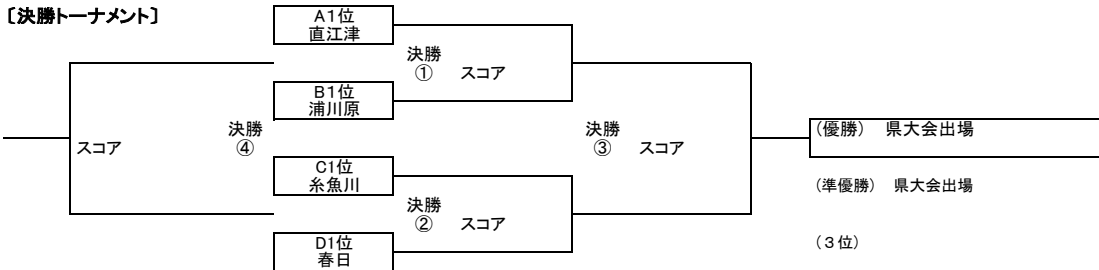 〔決勝トーナメント〕
A1位
直江津
決勝
① スコア
B1位
浦川原
決勝
④
スコア
決勝
③ スコア
(優勝) 県大会出場
C1位
糸魚川
(準優勝) 県大会出場
決勝
② スコア
D1位
春日
(3位)